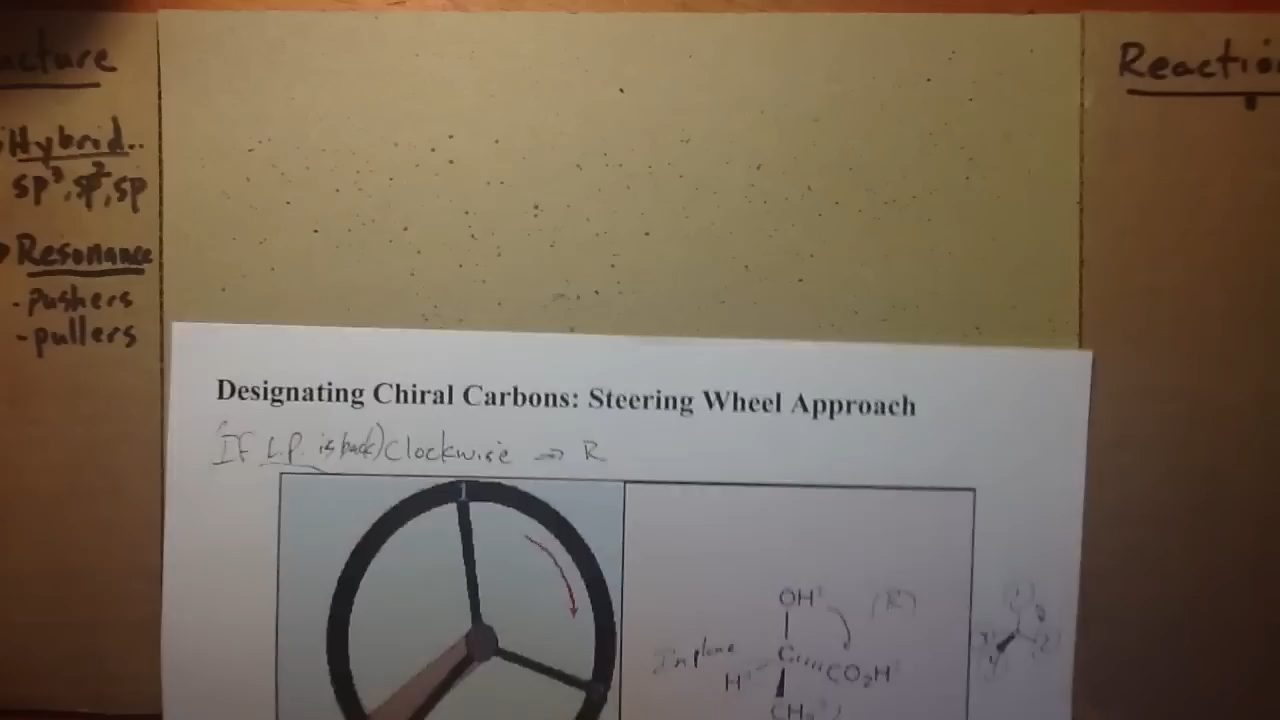 ucture
Hybrid..
sp³, sp², sp
Resonance
- pushers
- pullers
Reactio
Designating Chiral Carbons: Steering Wheel Approach
If L.P. is back) Clockwise → R
1
OH
(R)
In plane
C
H
CO₂H
CH₃